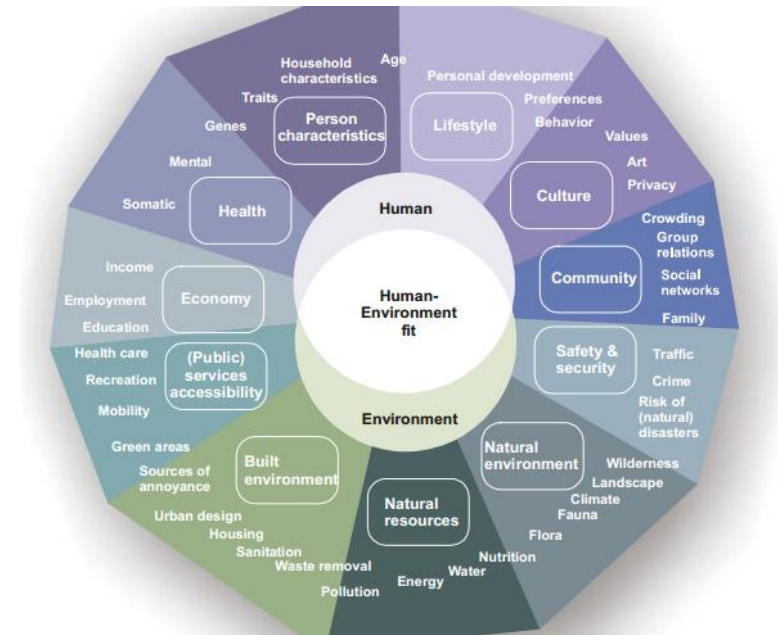 Human
Human-
Environment
fit
Environment
Person
characteristics
Household
characteristics
Age
Traits
Genes
Lifestyle
Personal development
Preferences
Behavior
Culture
Values
Art
Privacy
Community
Crowding
Group
relations
Social
networks
Family
Safety &
security
Traffic
Crime
Risk of
(natural)
disasters
Natural
environment
Wilderness
Landscape
Climate
Fauna
Flora
Natural
resources
Nutrition
Water
Energy
Pollution
Built
environment
Green areas
Sources of
annoyance
Urban design
Housing
Sanitation
Waste removal
(Public)
services
accessibility
Health care
Recreation
Mobility
Economy
Income
Employment
Education
Health
Mental
Somatic